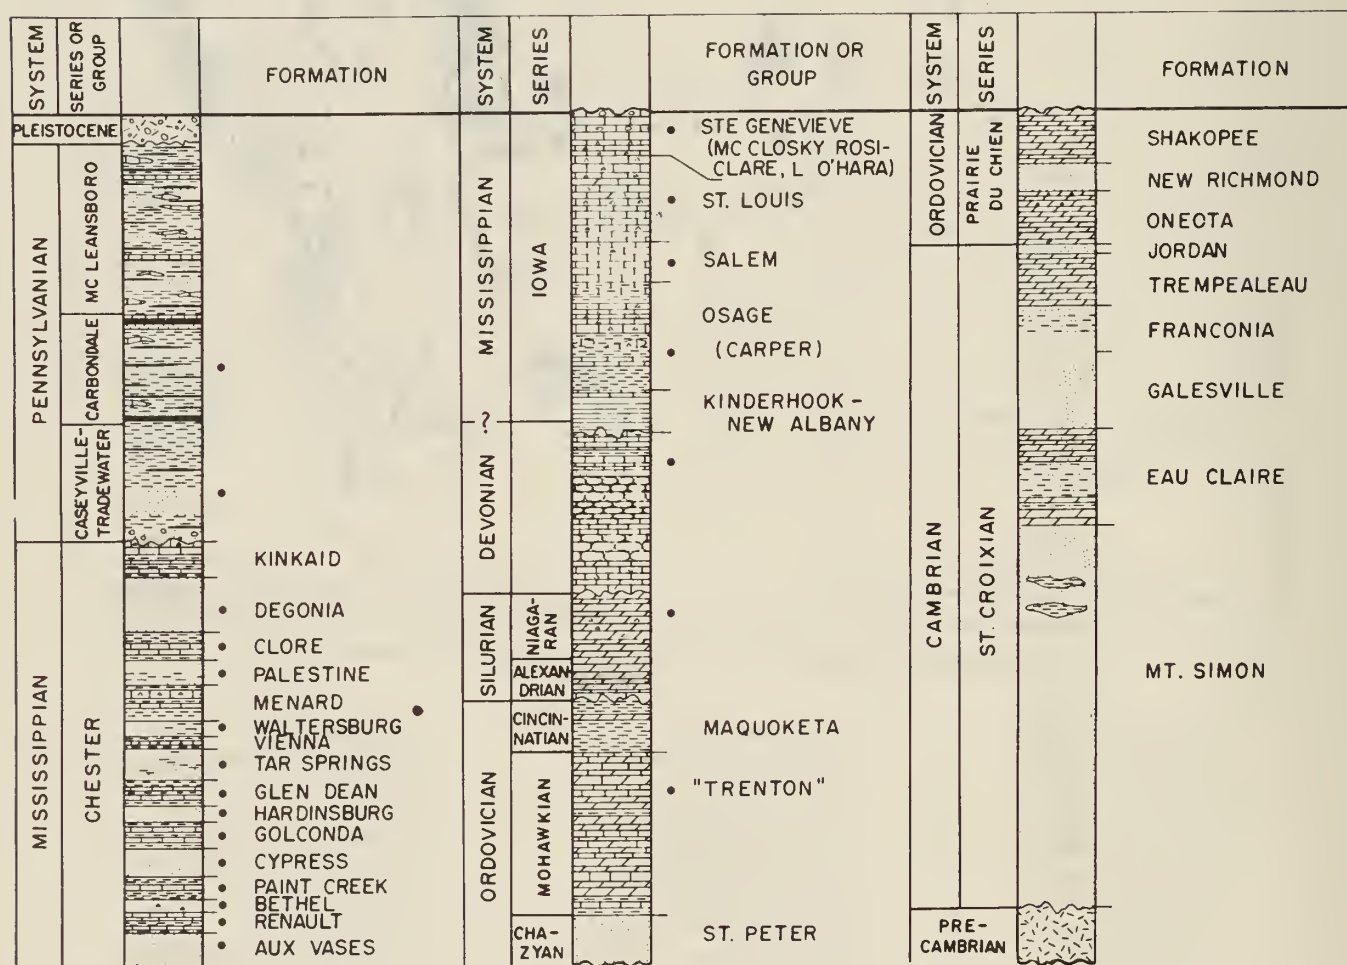 SYSTEM
SERIES OR
GROUP
FORMATION
PLEISTOCENE
PENNSYLVANIAN
MC LEANSBORO
CARBONDALE
CASEYVILLE-
TRADEWATER
MISSISSIPPIAN
CHESTER
KINKAID
DEGONIA
CLORE
PALESTINE
MENARD
WALTERSBURG
VIENNA
TAR SPRINGS
GLEN DEAN
HARDINSBURG
GOLCONDA
CYPRESS
PAINT CREEK
BETHEL
RENAULT
AUX VASES
SYSTEM
SERIES
FORMATION OR
GROUP
MISSISSIPPIAN
IOWA
STE GENEVIEVE
(MC CLOSKY ROSI-
CLARE, L O'HARA)
ST. LOUIS
SALEM
OSAGE
(CARPER)
KINDERHOOK-
NEW ALBANY
?
DEVONIAN
SILURIAN
NIAGA-
RAN
ALEXAN-
DRIAN
ORDOVICIAN
CINCIN-
NATIAN
MAQUOKETA
MOHAWKIAN
"TRENTON"
CHA-
ZYAN
ST. PETER
SYSTEM
SERIES
FORMATION
ORDOVICIAN
PRAIRIE
DU CHIEN
SHAKOPEE
NEW RICHMOND
ONEOTA
CAMBRIAN
ST. CROIXIAN
JORDAN
TREMPEALEAU
FRANCONIA
GALESVILLE
EAU CLAIRE
MT. SIMON
PRE-
CAMBRIAN